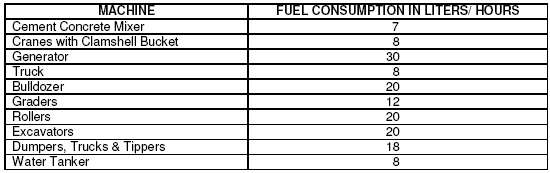 MACHINE FUEL CONSUMPTION IN LITERS/ HOURS
Cement Concrete Mixer 7
Cranes with Clamshell Bucket 8
Generator 30
Truck 8
Bulldozer 20
Graders 12
Rollers 20
Excavators 20
Dumpers, Trucks & Tippers 18
Water Tanker 8